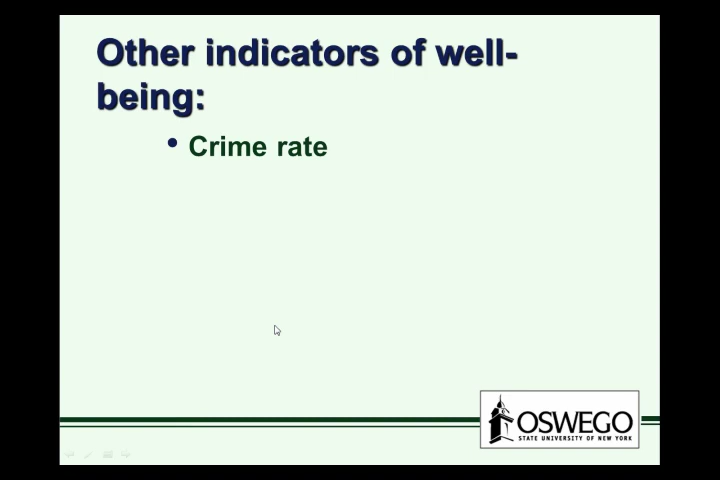 Other indicators of well-
being:
• Crime rate
OSWEGO
STATE UNIVERSITY OF NEW YORK